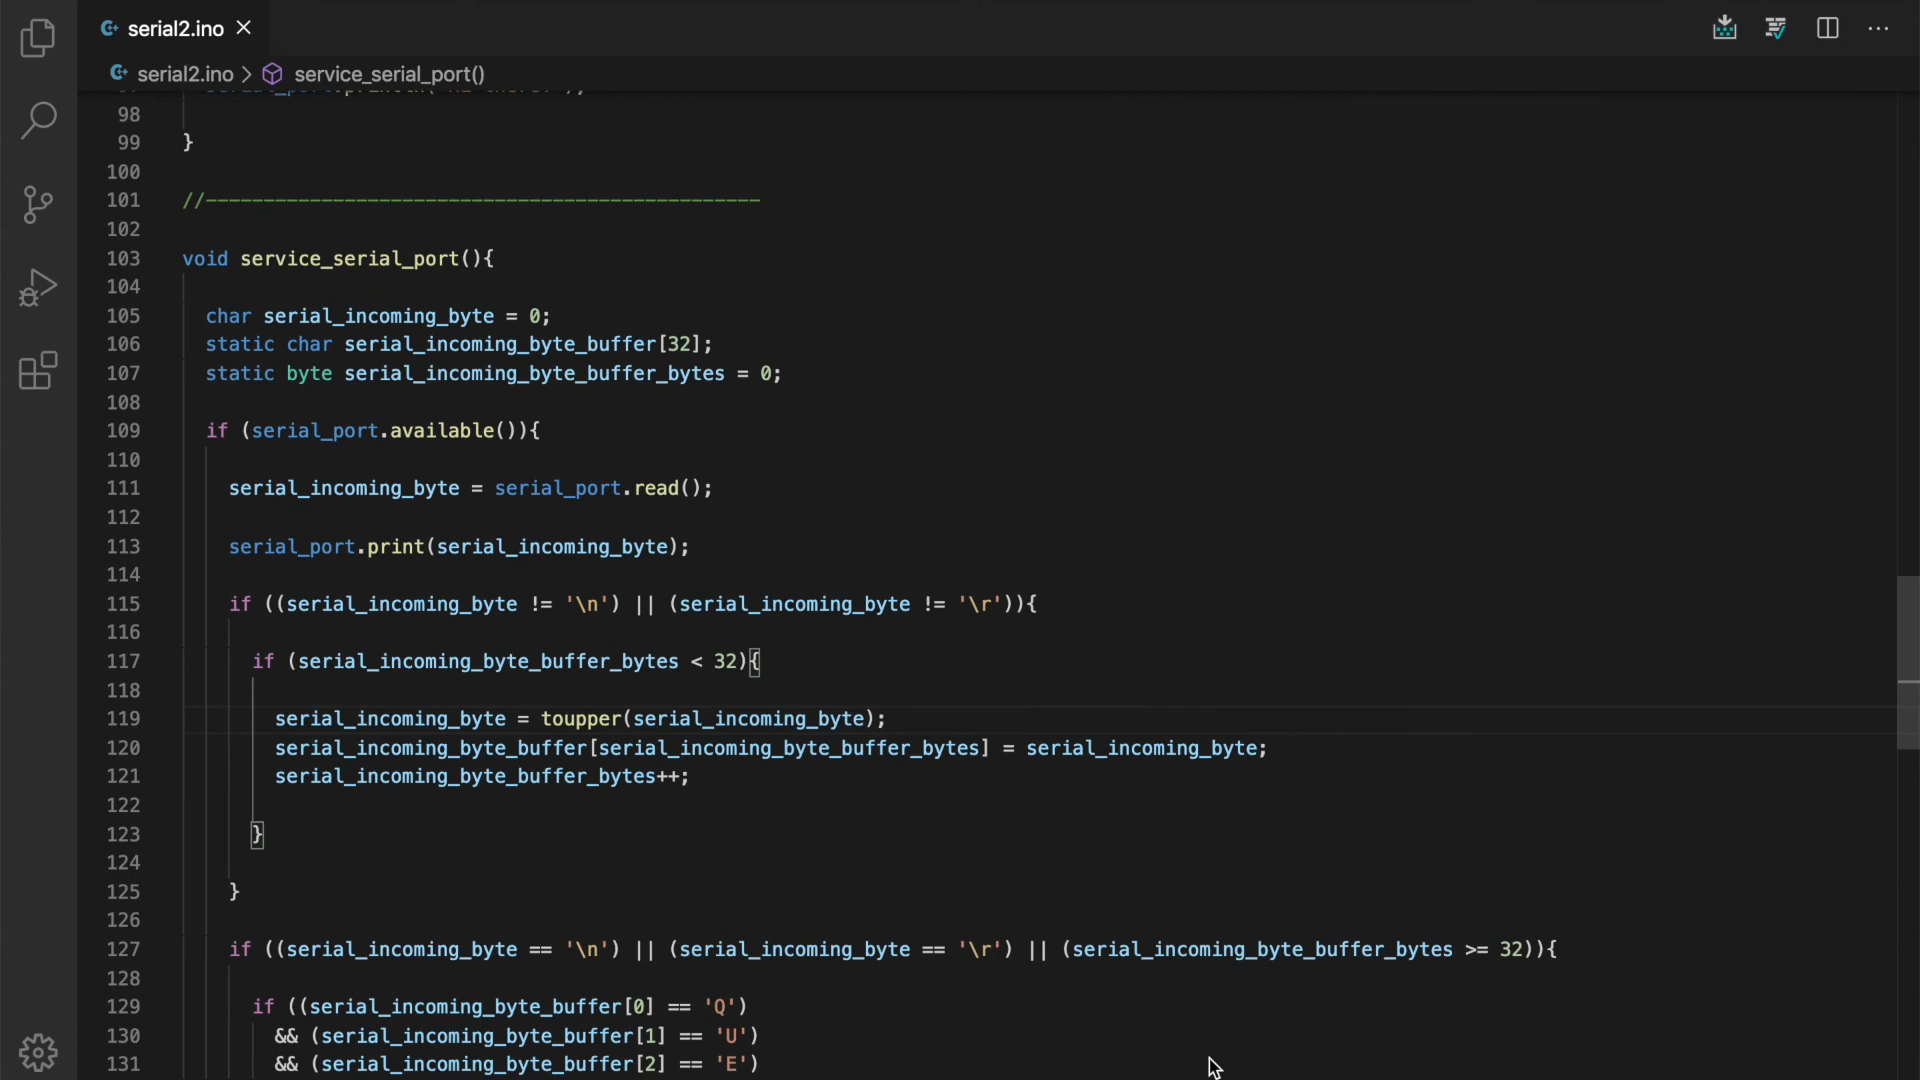 serial2.ino
serial2.ino > service_serial_port()
98
99 }
100
101 //------------------------------------------------
102
103 void service_serial_port(){
104
105 char serial_incoming_byte = 0;
106 static char serial_incoming_byte_buffer[32];
107 static byte serial_incoming_byte_buffer_bytes = 0;
108
109 if (serial_port.available()){
110
111 serial_incoming_byte = serial_port.read();
112
113 serial_port.print(serial_incoming_byte);
114
115 if ((serial_incoming_byte != '\n') || (serial_incoming_byte != '\r')){
116
117 if (serial_incoming_byte_buffer_bytes < 32){
118
119 serial_incoming_byte = toupper(serial_incoming_byte);
120 serial_incoming_byte_buffer[serial_incoming_byte_buffer_bytes] = serial_incoming_byte;
121 serial_incoming_byte_buffer_bytes++;
122
123 }
124
125 }
126
127 if ((serial_incoming_byte == '\n') || (serial_incoming_byte == '\r') || (serial_incoming_byte_buffer_bytes >= 32)){
128
129 if ((serial_incoming_byte_buffer[0] == 'Q')
130 && (serial_incoming_byte_buffer[1] == 'U')
131 && (serial_incoming_byte_buffer[2] == 'E')